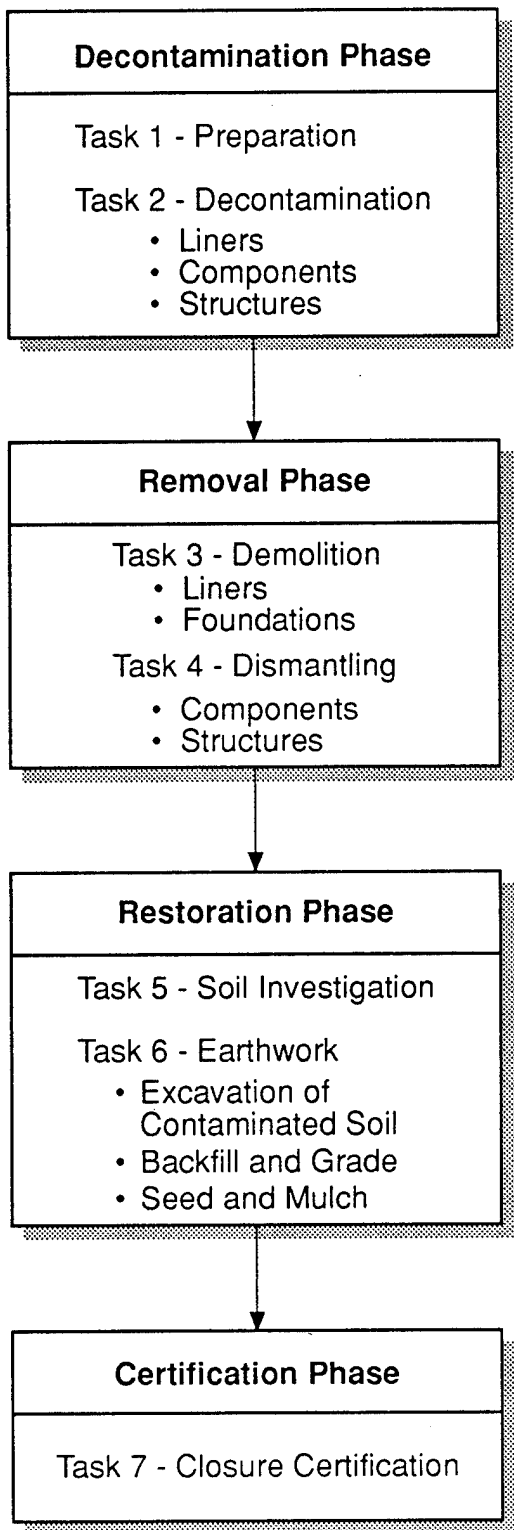 Decontamination Phase
Task 1 - Preparation
Task 2 - Decontamination
• Liners
• Components
• Structures
Removal Phase
Task 3 - Demolition
• Liners
• Foundations
Task 4 - Dismantling
• Components
• Structures
Restoration Phase
Task 5 - Soil Investigation
Task 6 - Earthwork
• Excavation of
Contaminated Soil
• Backfill and Grade
• Seed and Mulch
Certification Phase
Task 7 - Closure Certification